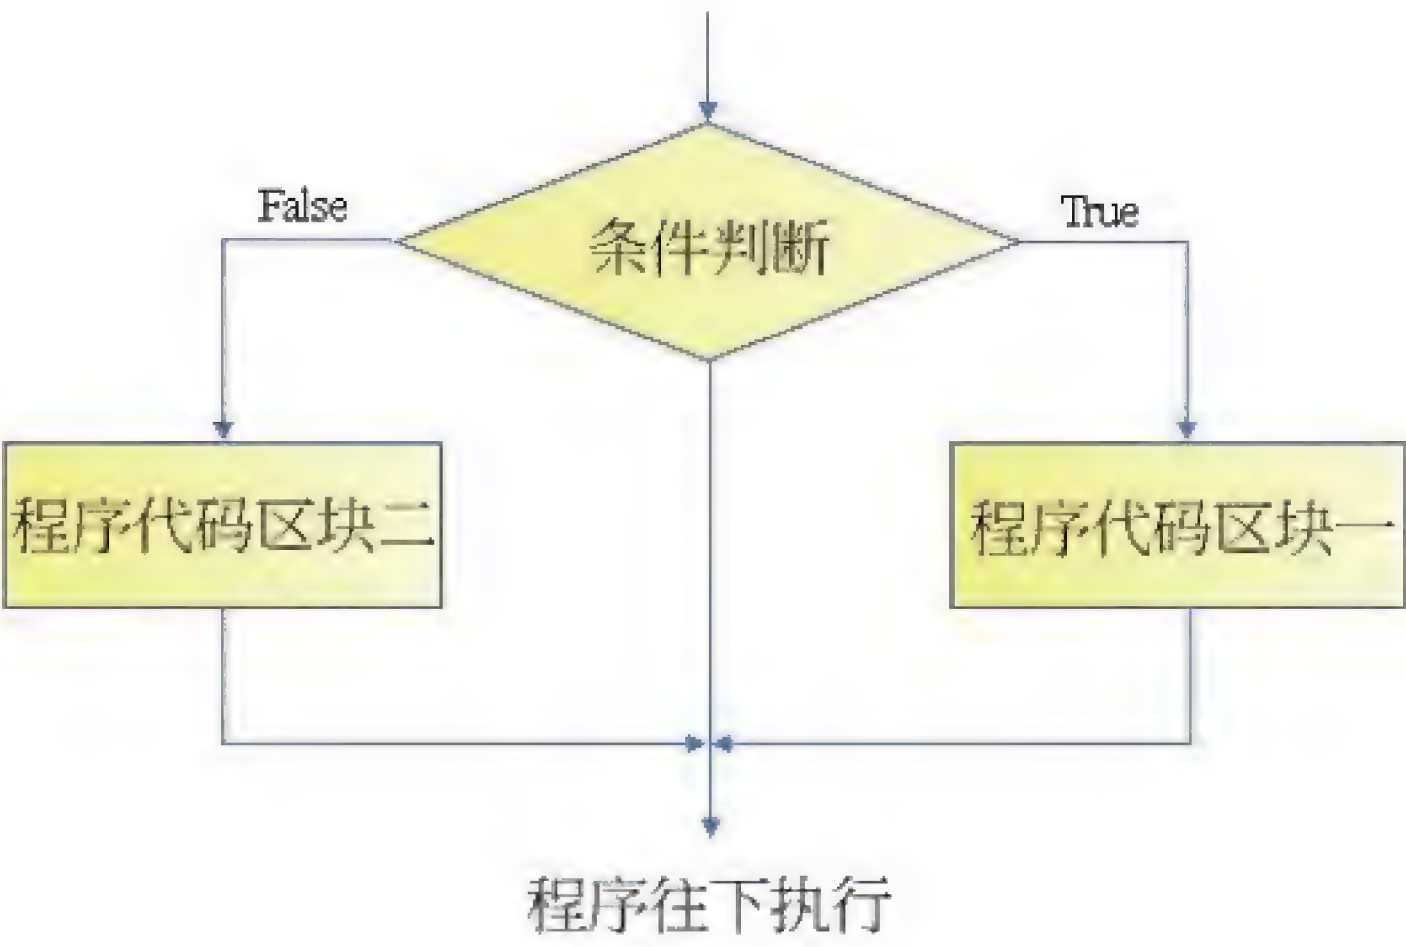 False
True
条件判断
程序代码区块二
程序代码区块一
程序往下执行